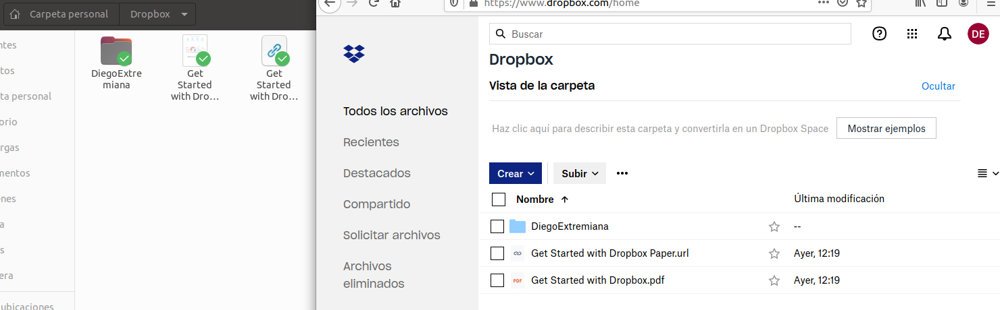 Carpeta personal Dropbox
DiegoExtre
miana
Get
Started
with Dro...
Get
Started
with Dro...
ntes
tos
ta personal
orio
rgas
mentos
enes
a
s
era
ubicaciones
https://www.dropbox.com/home
Buscar
DE
Dropbox
Vista de la carpeta
Ocultar
Haz clic aquí para describir esta carpeta y convertirla en un Dropbox Space
Mostrar ejemplos
Todos los archivos
Recientes
Destacados
Compartido
Solicitar archivos
Archivos
eliminados
Crear Subir
Nombre Última modificación
DiegoExtremiana --
Get Started with Dropbox Paper.url Ayer, 12:19
PDF Get Started with Dropbox.pdf Ayer, 12:19